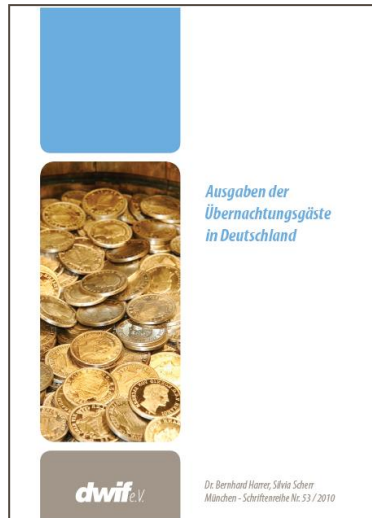 Ausgaben der
Übernachtungsgäste
in Deutschland
dwif e.V.
Dr. Bernhard Harrer, Silvia Scherr
München - Schriftenreihe Nr. 53 / 2010